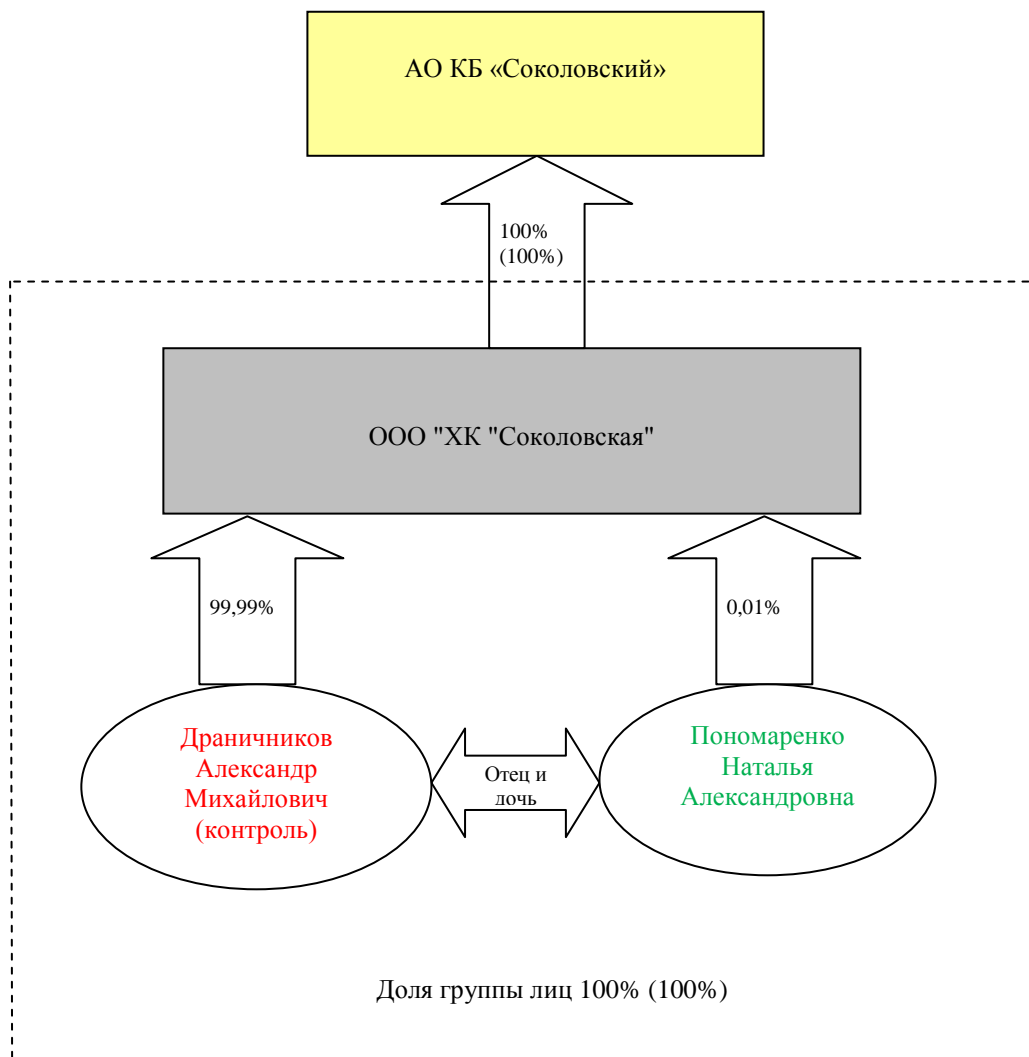 АО КБ «Соколовский»
100%
(100%)
ООО "ХК "Соколовская"
99,99%
0,01%
Драничников
Александр
Михайлович
(контроль)
Отец и
дочь
Пономаренко
Наталья
Александровна
Доля группы лиц 100% (100%)